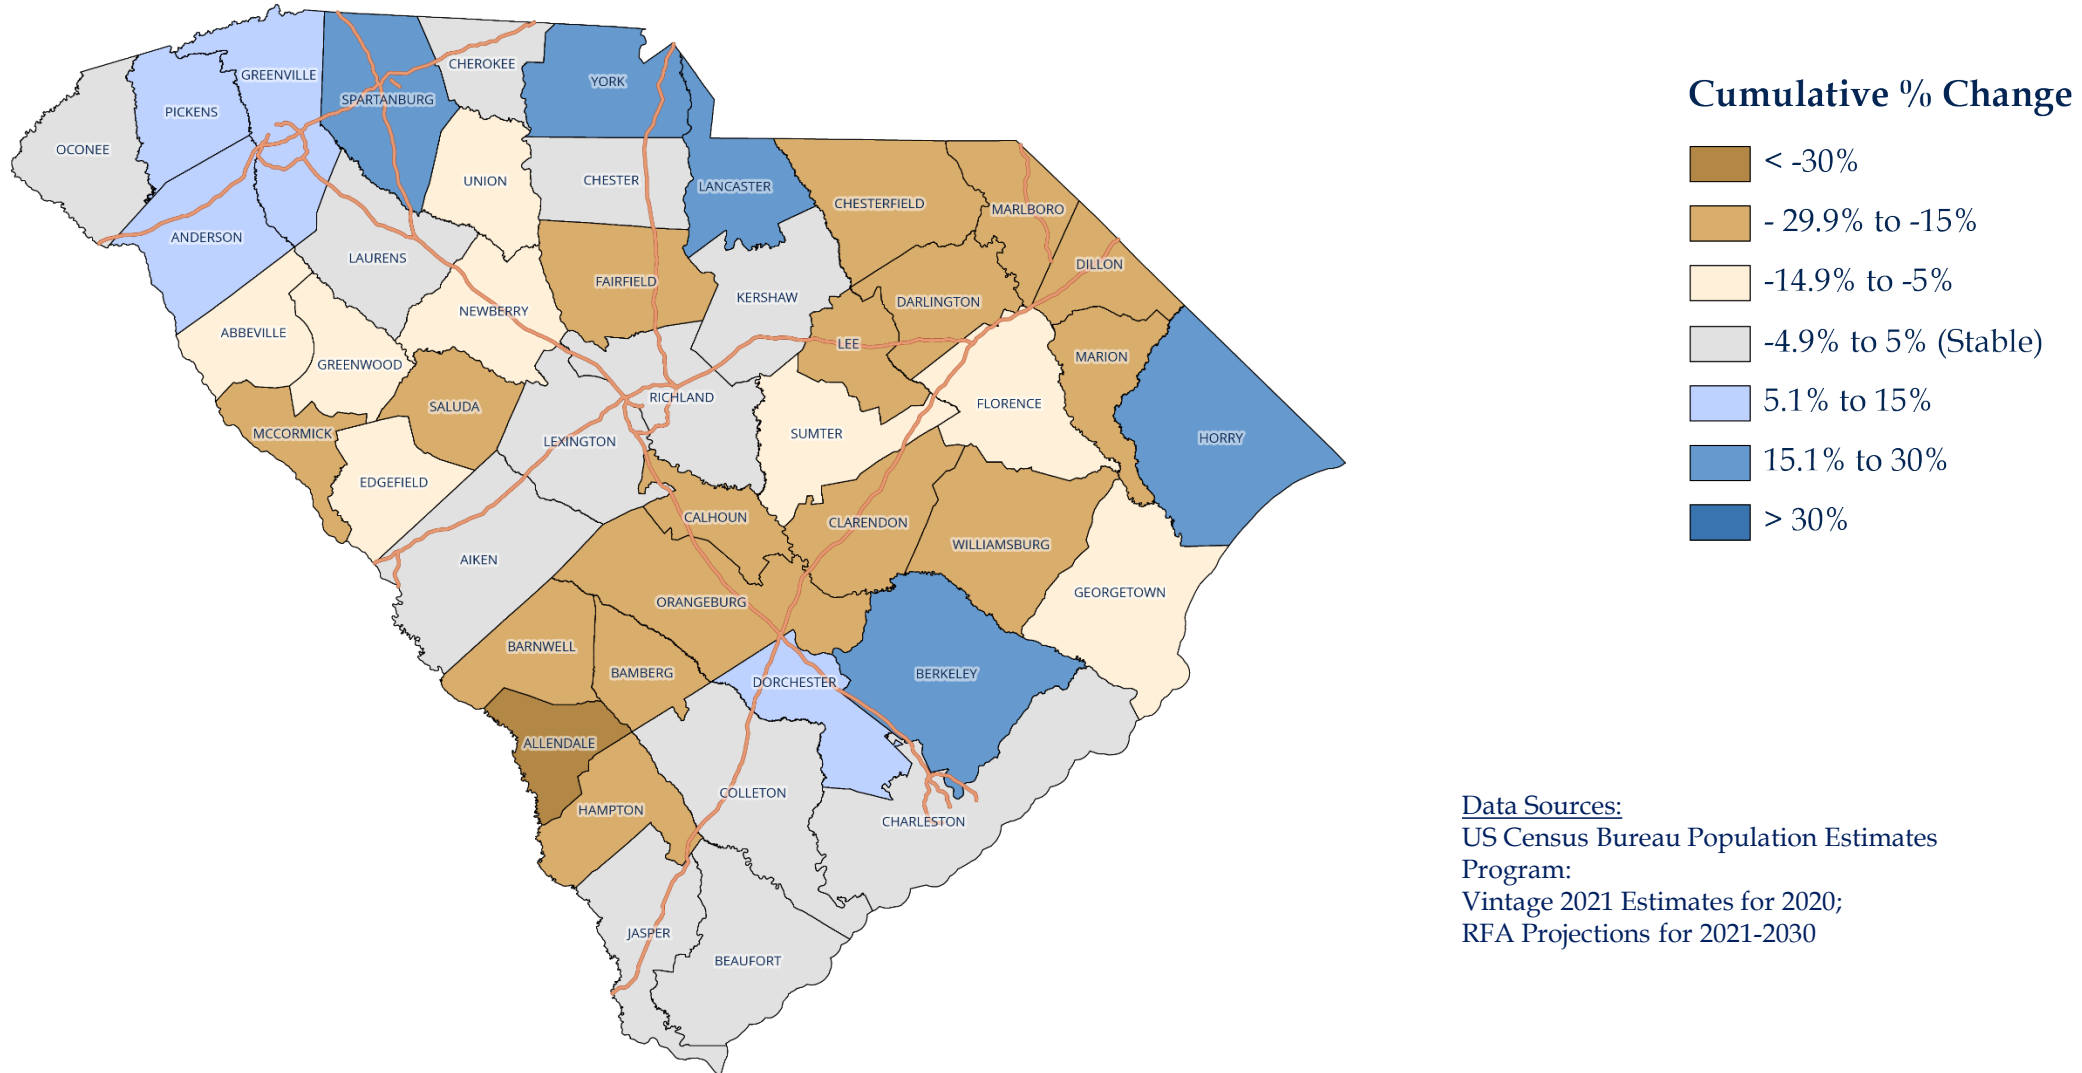 CHEROKEE
GREENVILLE
YORK
SPARTANBURG
PICKENS
OCONEE
UNION
CHESTER
LANCASTER
CHESTERFIELD
MARLBORO
ANDERSON
LAURENS
DILLON
FAIRFIELD
KERSHAW
DARLINGTON
NEWBERRY
ABBEVILLE
LEE
MARION
GREENWOOD
RICHLAND
SALUDA
FLORENCE
MCCORMICK
SUMTER
HORRY
LEXINGTON
EDGEFIELD
CALHOUN
CLARENDON
WILLIAMSBURG
AIKEN
GEORGETOWN
ORANGEBURG
BARNWELL
BAMBERG
BERKELEY
DORCHESTER
ALLENDALE
COLLETON
HAMPTON
CHARLESTON
JASPER
BEAUFORT
Cumulative % Change
< -30%
- 29.9% to -15%
-14.9% to -5%
-4.9% to 5% (Stable)
5.1% to 15%
15.1% to 30%
> 30%
Data Sources:
US Census Bureau Population Estimates
Program:
Vintage 2021 Estimates for 2020;
RFA Projections for 2021-2030